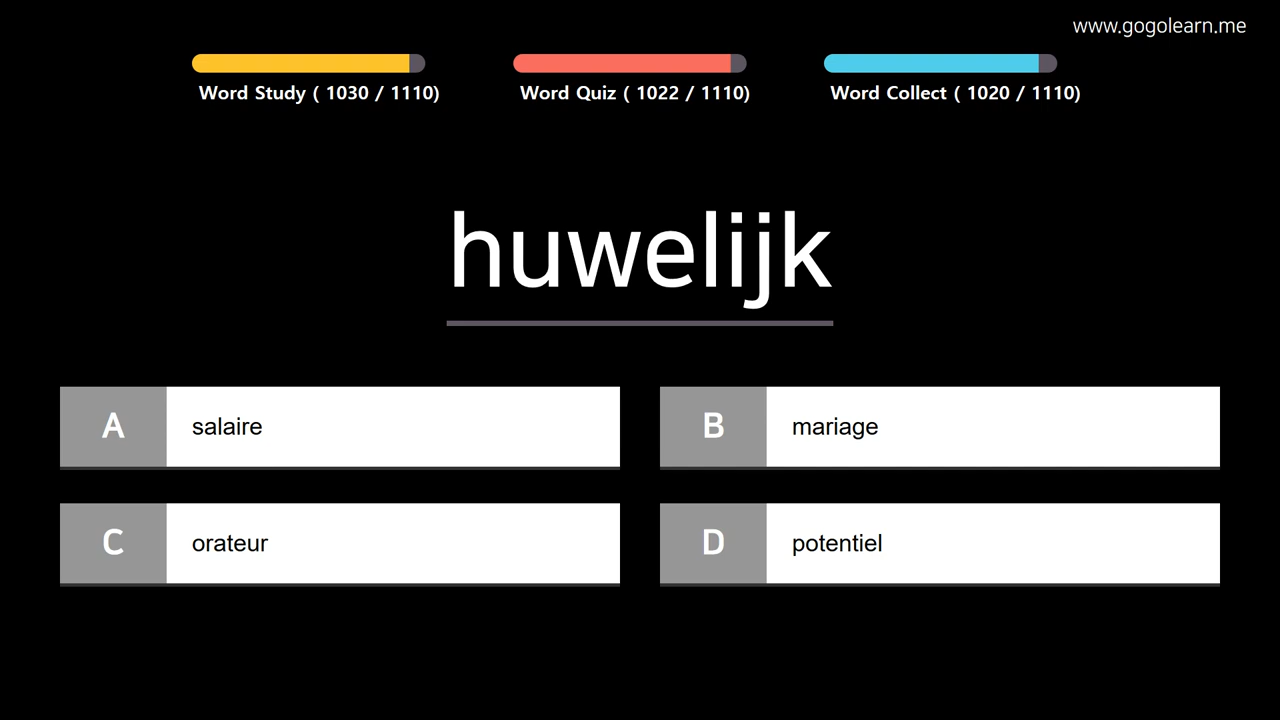 www.gogolearn.me
Word Study ( 1030 / 1110)
Word Quiz ( 1022 / 1110)
Word Collect ( 1020 / 1110)
huwelijk
A salaire
B mariage
C orateur
D potentiel